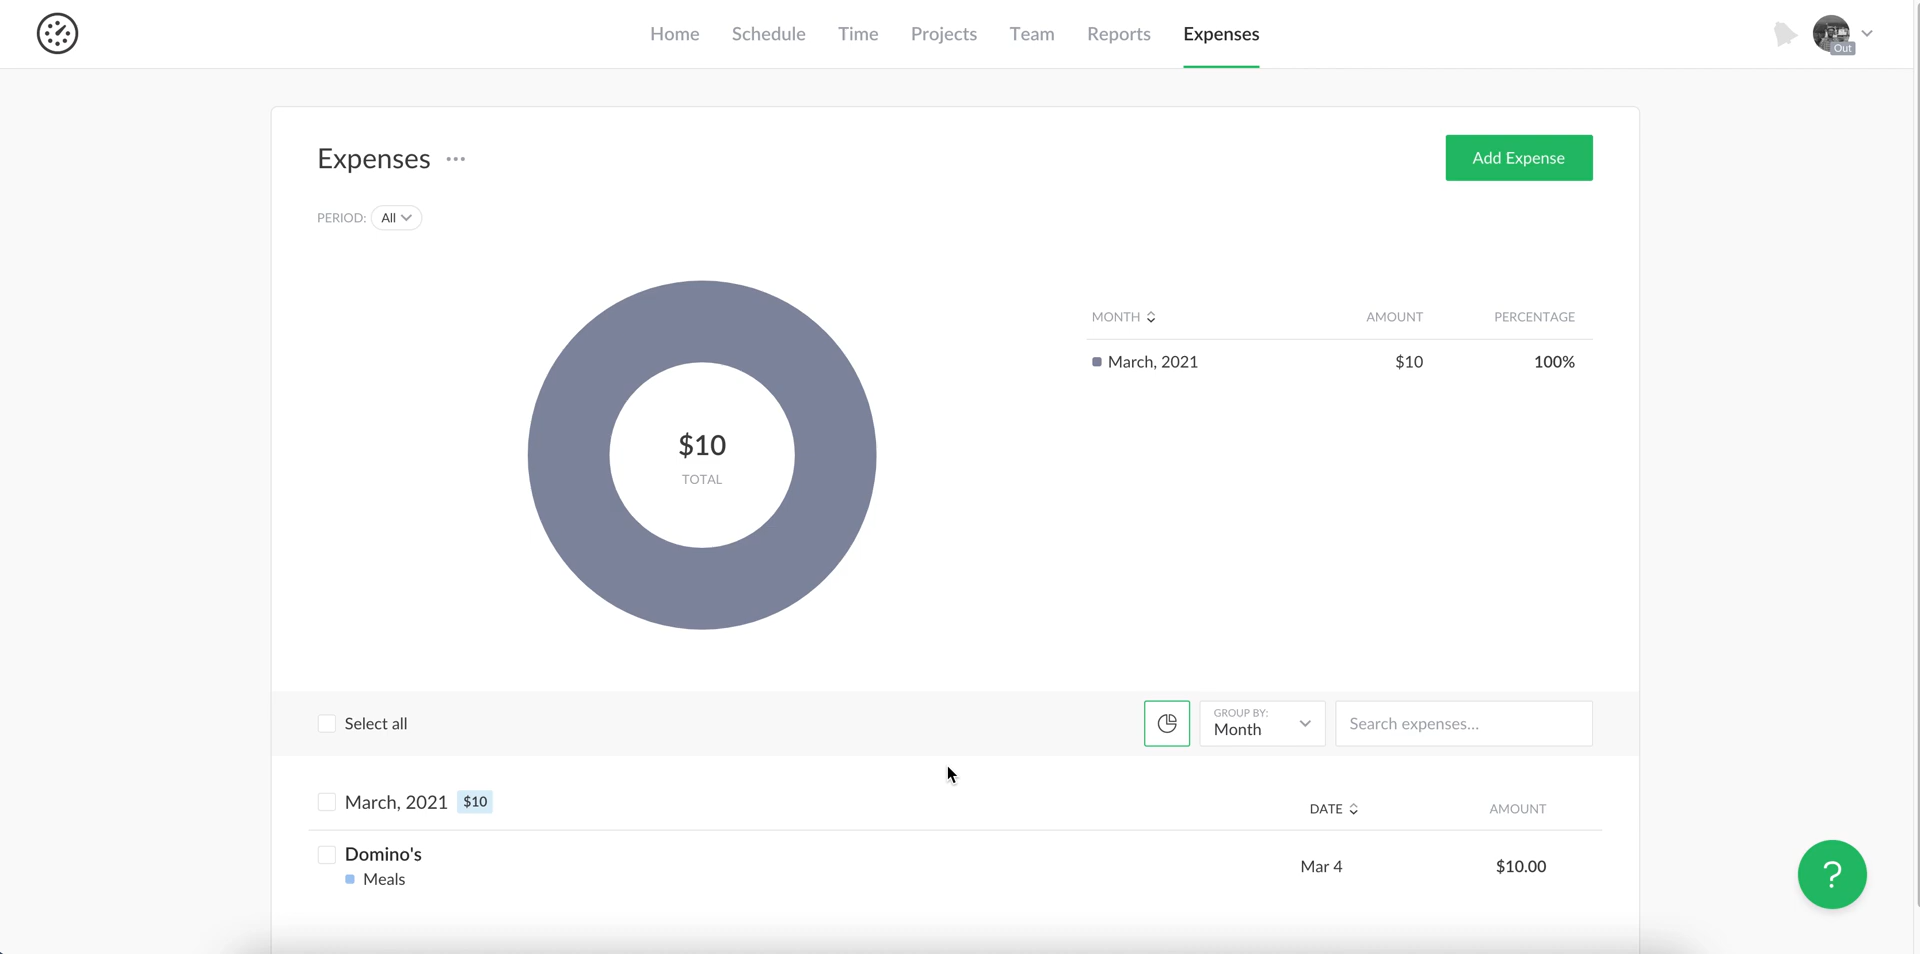 Home Schedule Time Projects Team Reports Expenses
Out
Expenses ...
Add Expense
PERIOD: All
MONTH AMOUNT PERCENTAGE
March, 2021 $10 100%
$10
TOTAL
Select all
GROUP BY:
Month
Search expenses...
March, 2021 $10
DATE AMOUNT
Domino's
Meals
Mar 4 $10.00
?